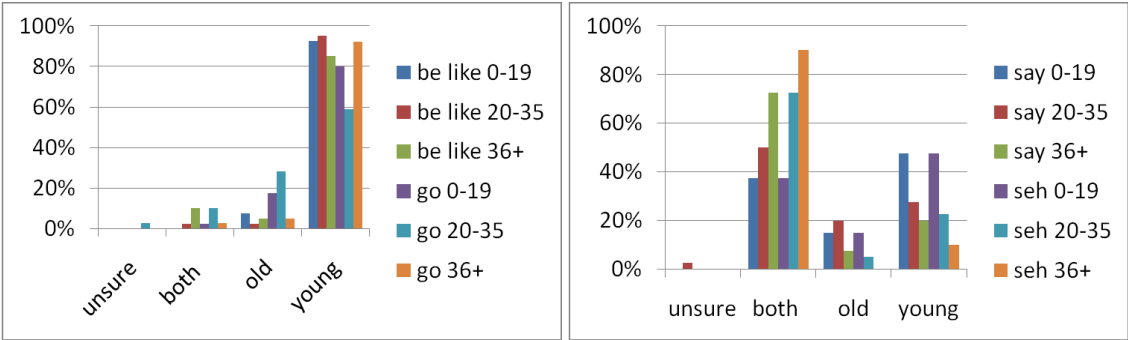 100%
80%
60%
40%
20%
0%
unsure
both
old
young
be like 0-19
be like 20-35
be like 36+
go 0-19
go 20-35
go 36+
100%
80%
60%
40%
20%
0%
unsure both old young
say 0-19
say 20-35
say 36+
seh 0-19
seh 20-35
seh 36+